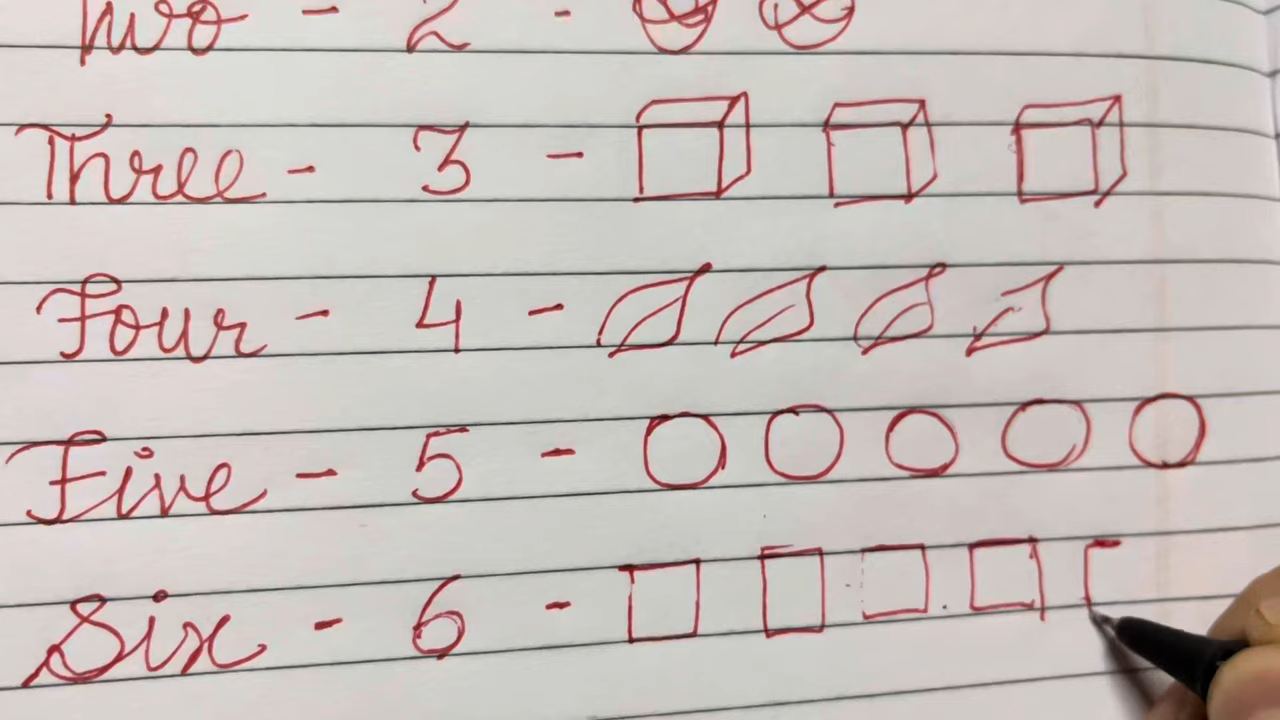 Two - 2 -
Three - 3 -
Four - 4 -
Five - 5 -
Six - 6 -